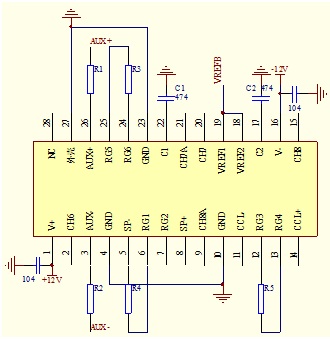 AUX+
R1
R3
C1
474
VREFB
C2
474
-12V
104
28
27
26
25
24
23
22
21
20
19
18
17
16
15
NC
外壳
AUX+
RG5
RG6
GND
C1
CH7A
CH7
VREF1
VREF2
C2
V-
CH8
V+
CH6
AUX-
GND
SP-
RG1
RG2
SP+
CH8A
GND
CCL-
RG3
RG4
CCL+
1
2
3
4
5
6
7
8
9
10
11
12
13
14
104
+12V
R2
R4
R5
AUX-